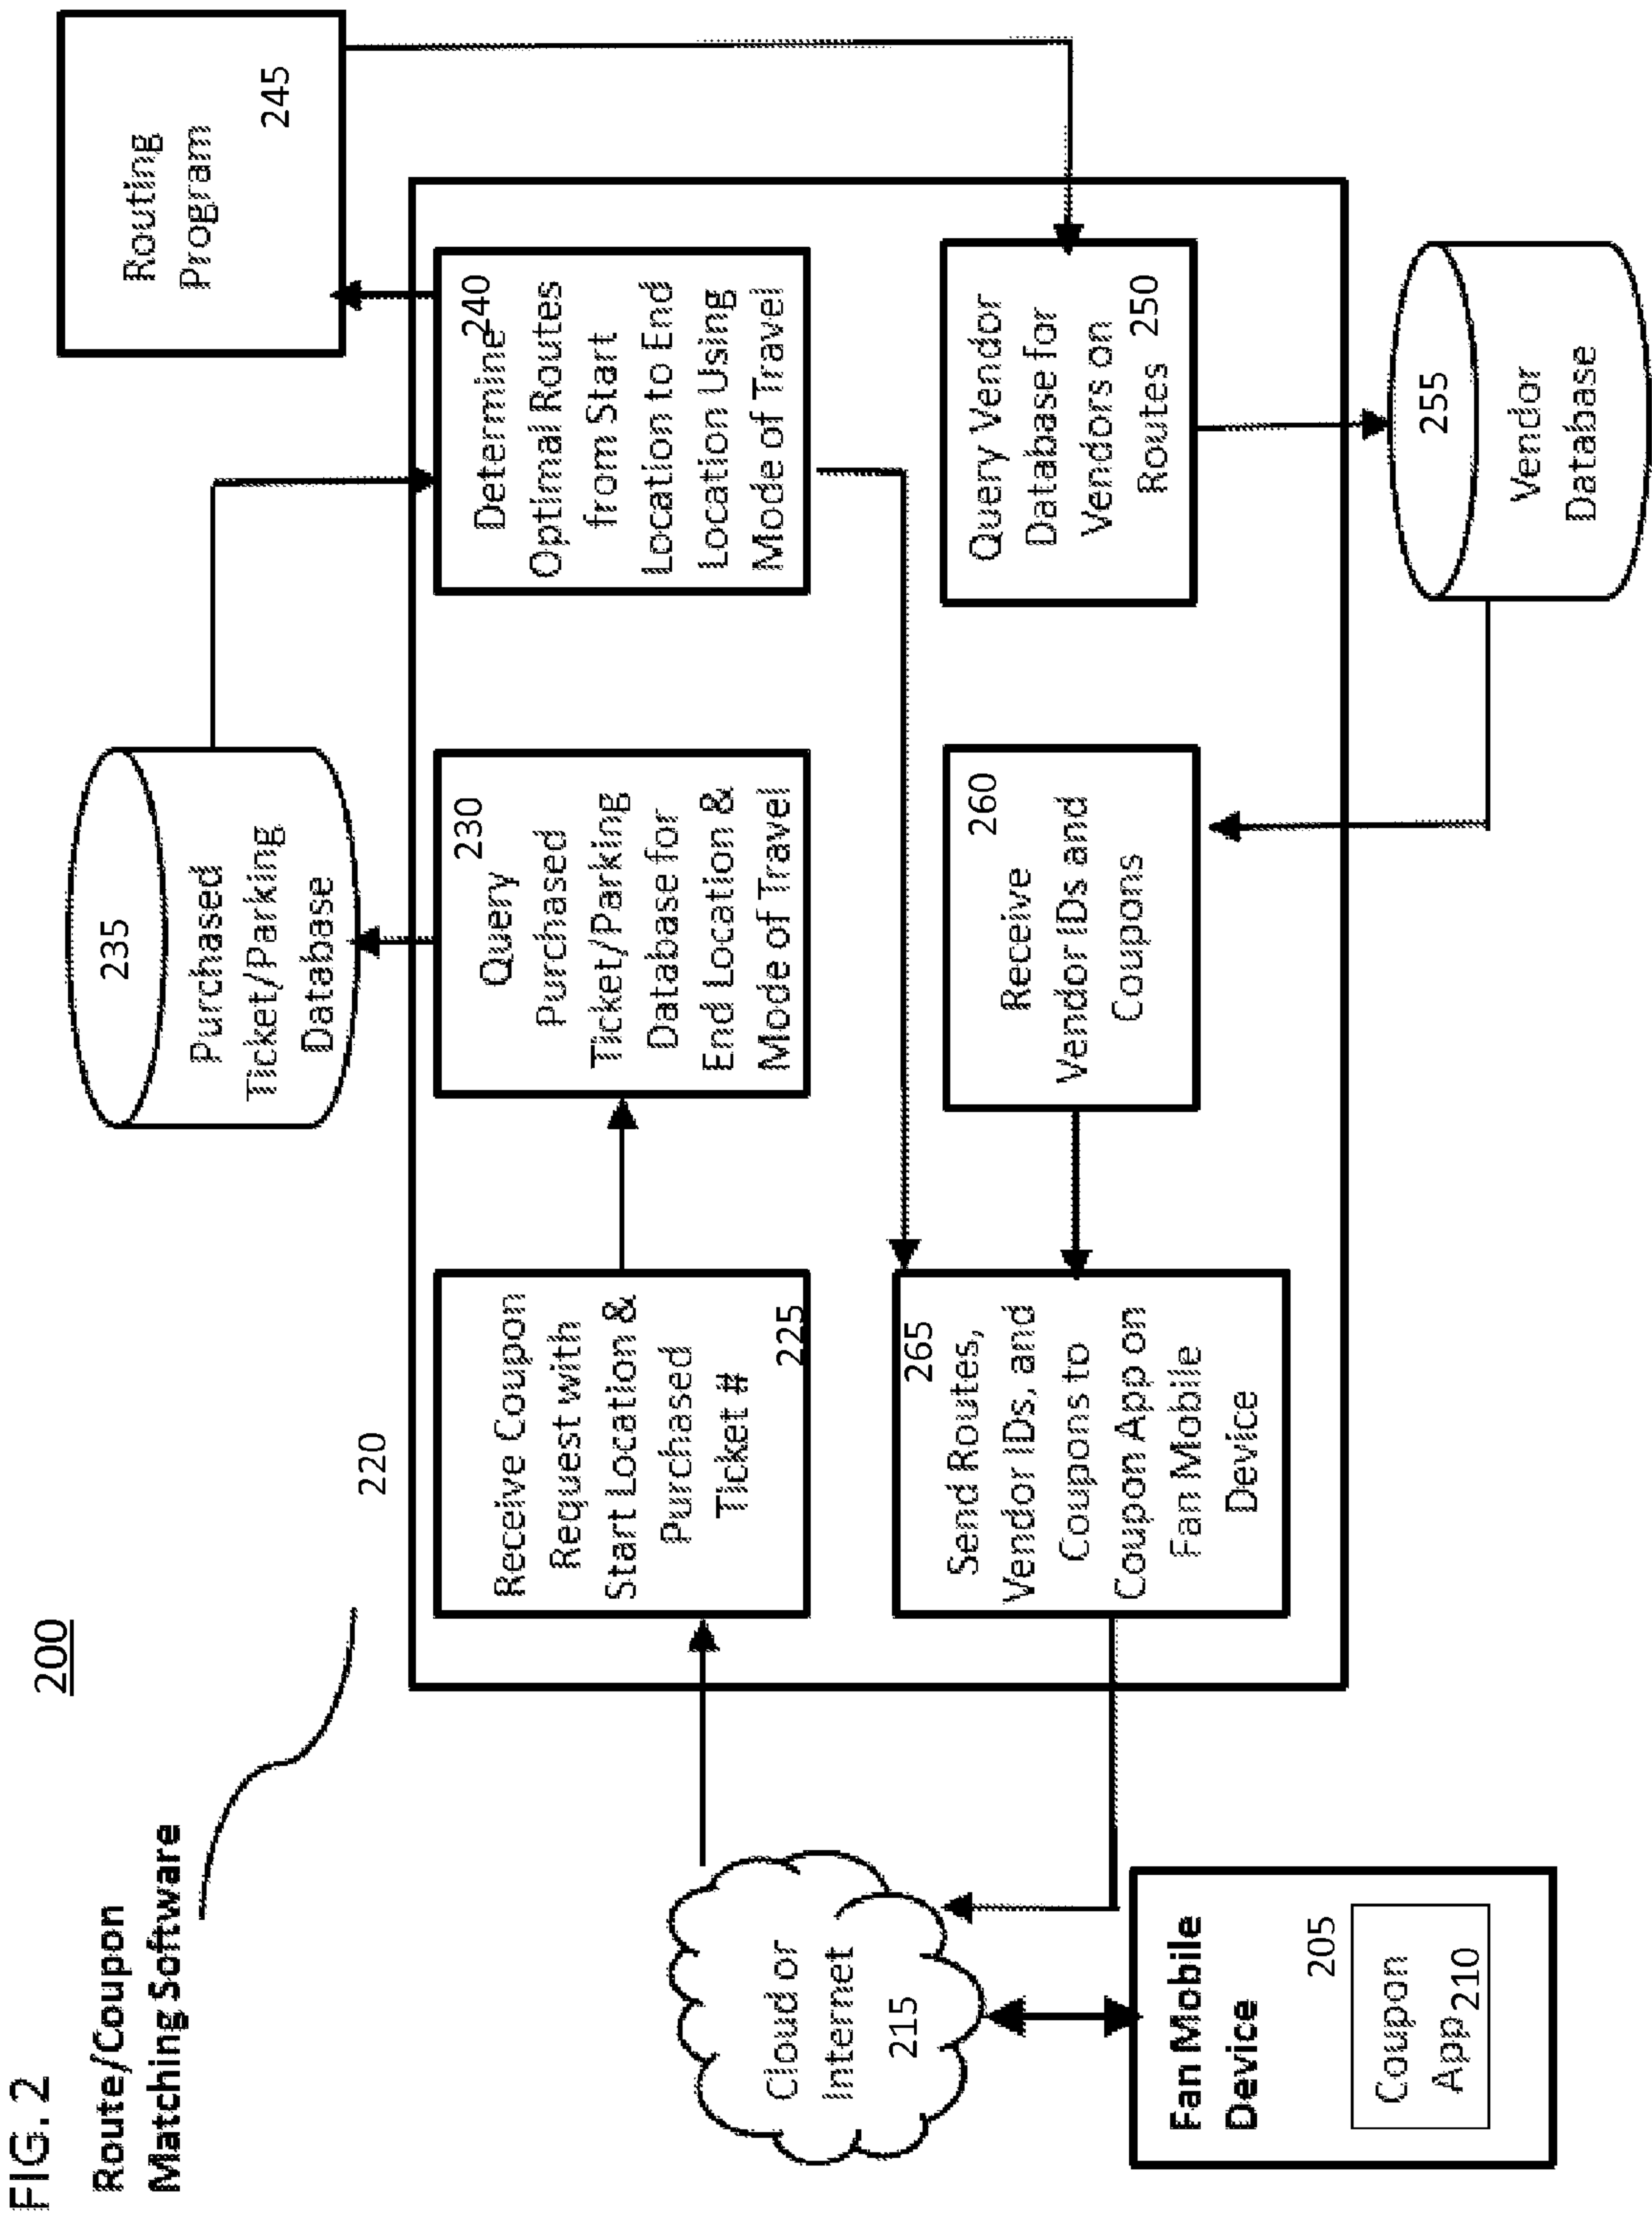 FIG. 2
200
Route/Coupon
Matching Software
220
235
Purchased
Ticket/Parking
Database
Routing
Program
245
Receive Coupon
Request with
Start Location &
Purchased
Ticket #
225
230
Query
Purchased
Ticket/Parking
Database for
End Location &
Mode of Travel
240
Determine
Optimal Routes
from Start
Location to End
Location Using
Mode of Travel
Cloud or
Internet
215
265
Send Routes,
Vendor IDs, and
Coupons to
Coupon App on
Fan Mobile
Device
260
Receive
Vendor IDs and
Coupons
Query Vendor
Database for
Vendors on
Routes 250
Fan Mobile
Device
205
Coupon
App 210
255
Vendor
Database